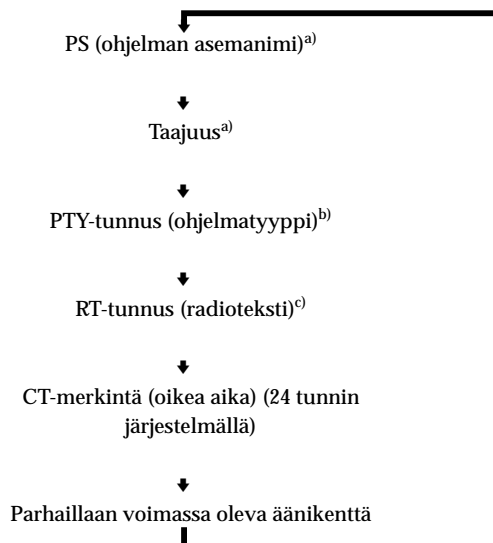 PS (ohjelman asemanimi)a)
Taajuusa)
PTY-tunnus (ohjelmatyyppi)b)
RT-tunnus (radioteksti)c)
CT-merkintä (oikea aika) (24 tunnin
järjestelmällä)
Parhaillaan voimassa oleva äänikenttä